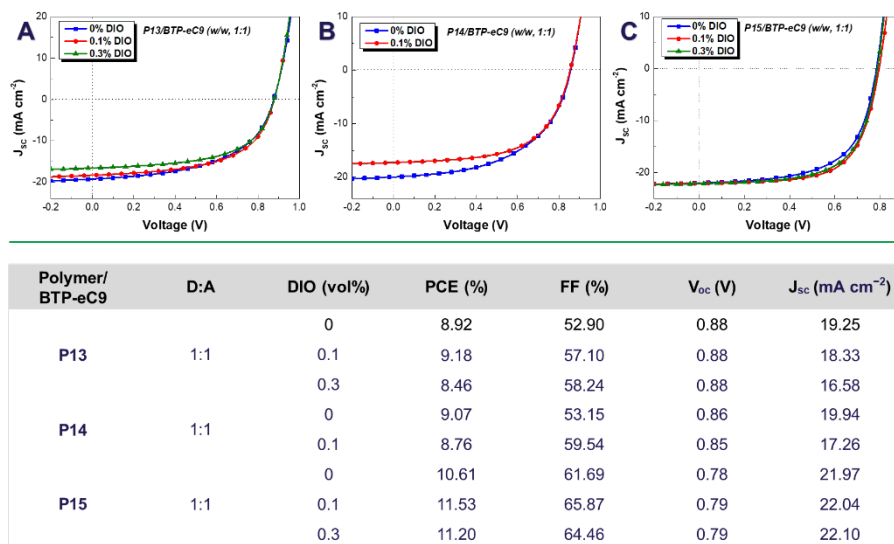 A
0% DIO
0.1% DIO
0.3% DIO
P13/BTP-eC9 (w/w, 1:1)
20
10
0
-10
-20
-0.2 0.0 0.2 0.4 0.6 0.8 1.0
J_SC (mA cm⁻²)
Voltage (V)
B
0% DIO
0.1% DIO
P14/BTP-eC9 (w/w, 1:1)
10
0
-10
-20
-0.2 0.0 0.2 0.4 0.6 0.8 1.0
J_SC (mA cm⁻²)
Voltage (V)
C
0% DIO
0.1% DIO
0.3% DIO
P15/BTP-eC9 (w/w, 1:1)
10
0
-10
-20
-0.2 0.0 0.2 0.4 0.6 0.8
J_SC (mA cm⁻²)
Voltage (V)
Polymer/
BTP-eC9
D:A DIO (vol%) PCE (%) FF (%) V_oc (V) J_sc (mA cm⁻²)
0 8.92 52.90 0.88 19.25
P13 1:1 0.1 9.18 57.10 0.88 18.33
0.3 8.46 58.24 0.88 16.58
0 9.07 53.15 0.86 19.94
P14 1:1
0.1 8.76 59.54 0.85 17.26
0 10.61 61.69 0.78 21.97
P15 1:1 0.1 11.53 65.87 0.79 22.04
0.3 11.20 64.46 0.79 22.10